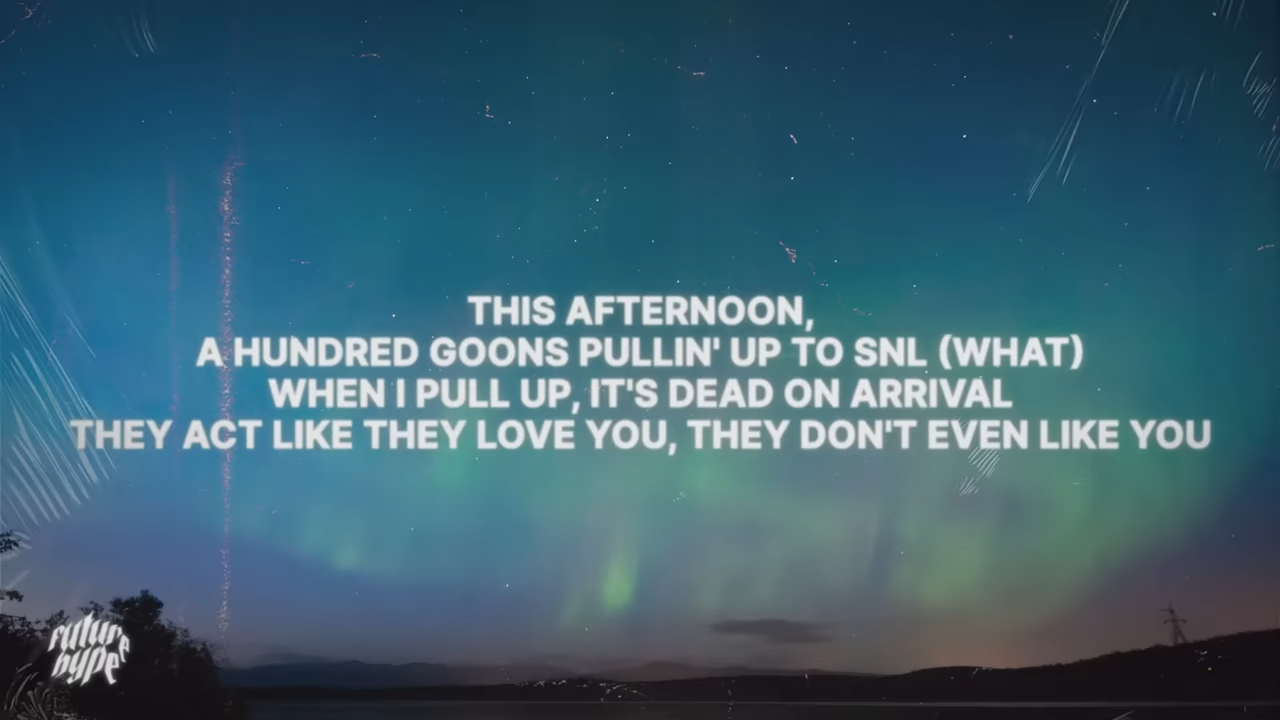 THIS AFTERNOON,
A HUNDRED GOONS PULLIN' UP TO SNL (WHAT)
WHEN I PULL UP, IT'S DEAD ON ARRIVAL
THEY ACT LIKE THEY LOVE YOU, THEY DON'T EVEN LIKE YOU
future
hype